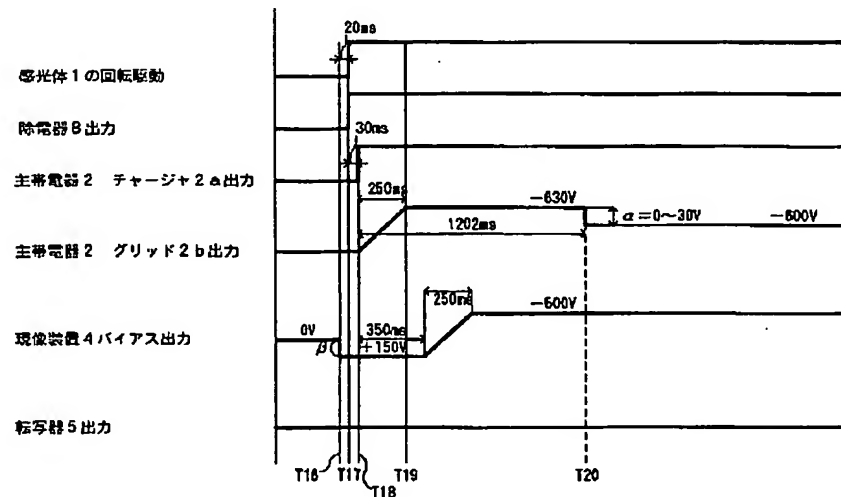 20ms
感光体1の回転駆動
除電器8出力
30ms
主帯電器2 チャージャ2a出力
250ms
-630V
α=0~30V
-600V
1202ms
主帯電器2 グリッド2b出力
250ms
-600V
0V
350ms
現像装置4バイアス出力
β
+150V
転写器5出力
T16
T17
T18
T19
T20